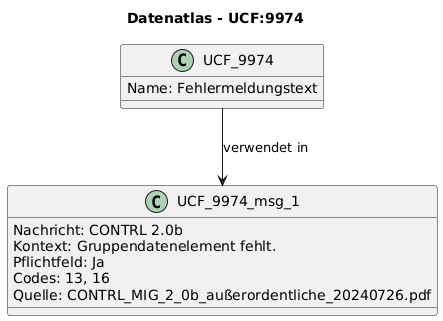 Datenatlas - UCF:9974
C UCF_9974
Name: Fehlermeldungstext
verwendet in
C UCF_9974_msg_1
Nachricht: CONTRL 2.0b
Kontext: Gruppendatenelement fehlt.
Pflichtfeld: Ja
Codes: 13, 16
Quelle: CONTRL_MIG_2_0b_außerordentliche_20240726.pdf